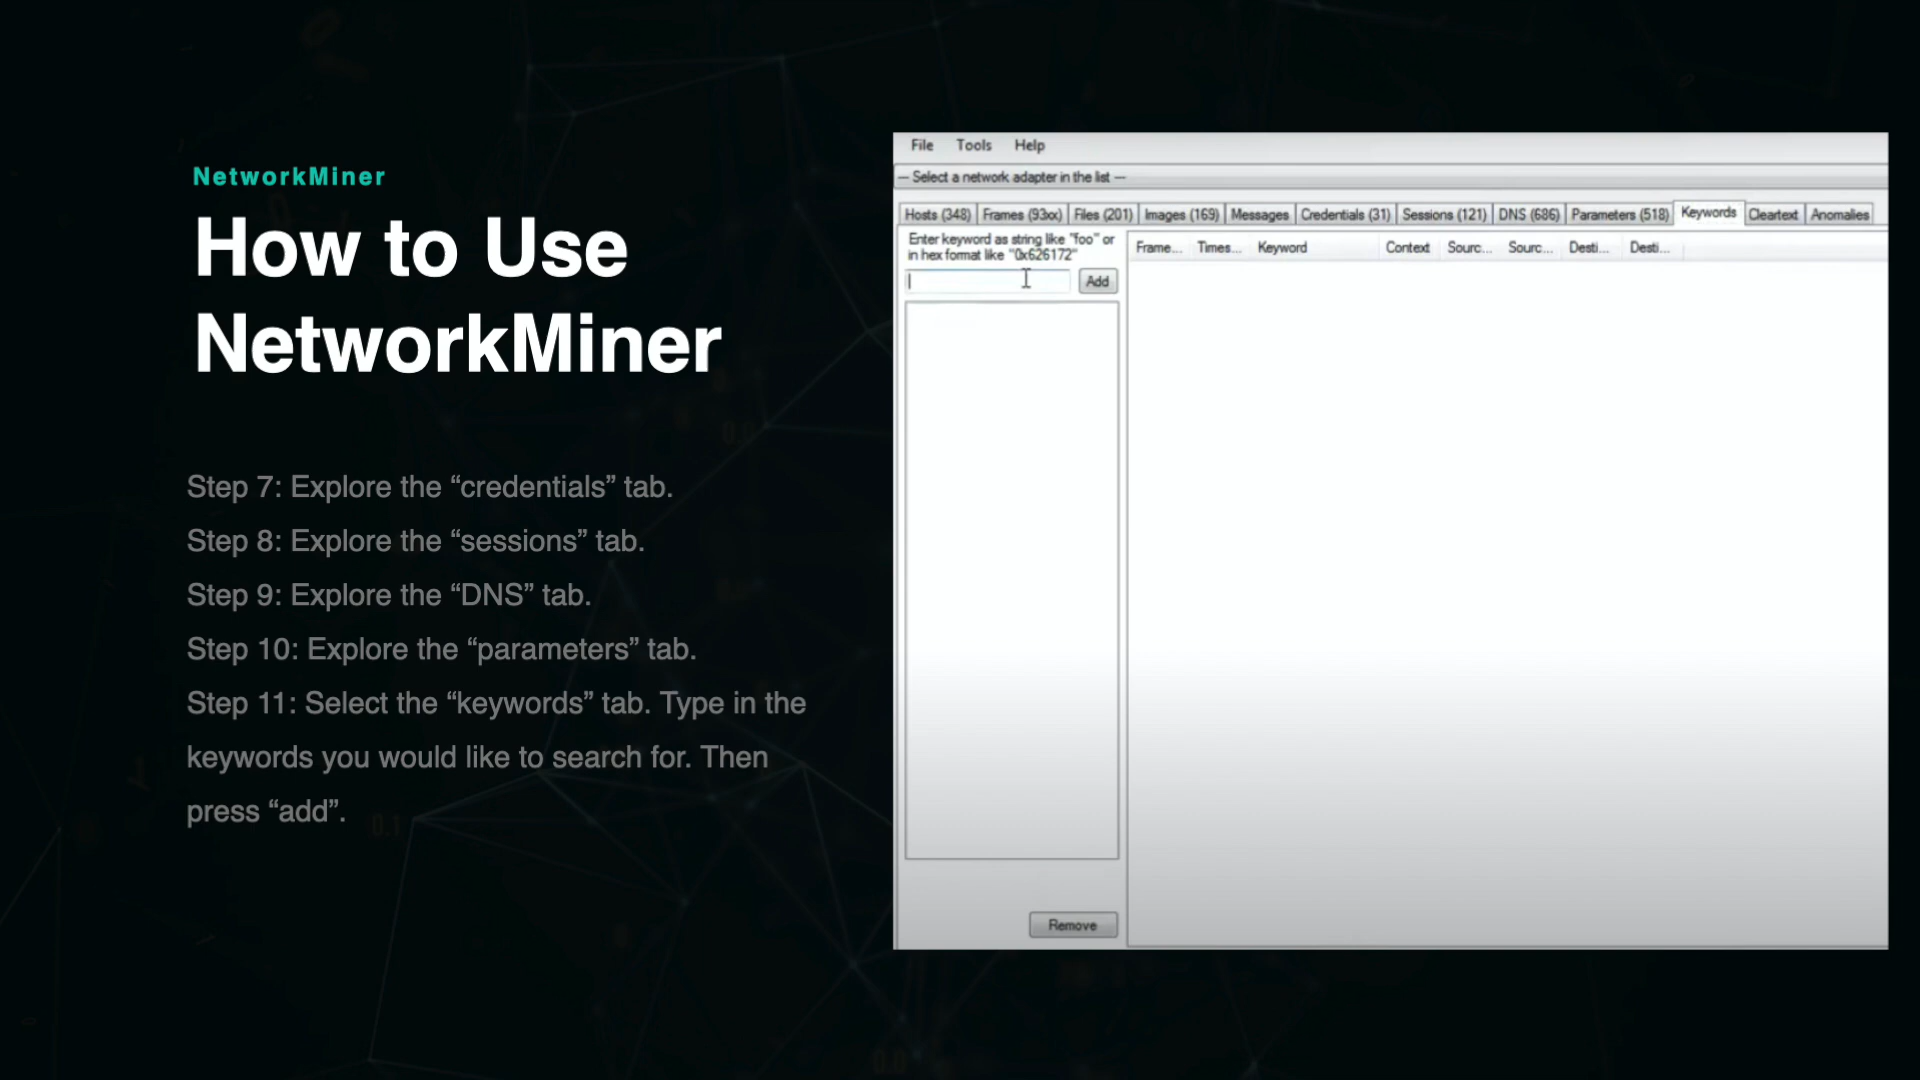 NetworkMiner
How to Use
NetworkMiner
Step 7: Explore the “credentials” tab.
Step 8: Explore the “sessions” tab.
Step 9: Explore the “DNS” tab.
Step 10: Explore the “parameters” tab.
Step 11: Select the “keywords” tab. Type in the
keywords you would like to search for. Then
press “add”.
File Tools Help
--- Select a network adapter in the list ---
Hosts (348) Frames (93xx) Files (201) Images (169) Messages Credentials (31) Sessions (121) DNS (686) Parameters (518) Keywords Cleartext Anomalies
Enter keyword as string like "foo" or
in hex format like "0x626172"
Add
Frame... Times... Keyword Context Sourc... Sourc... Desti... Desti...
Remove